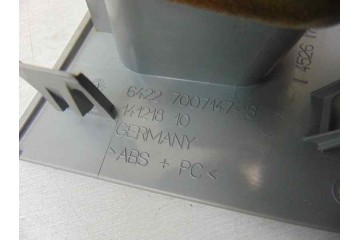 6422 7007147-8
141218 10
GERMANY
>ABS + PC<